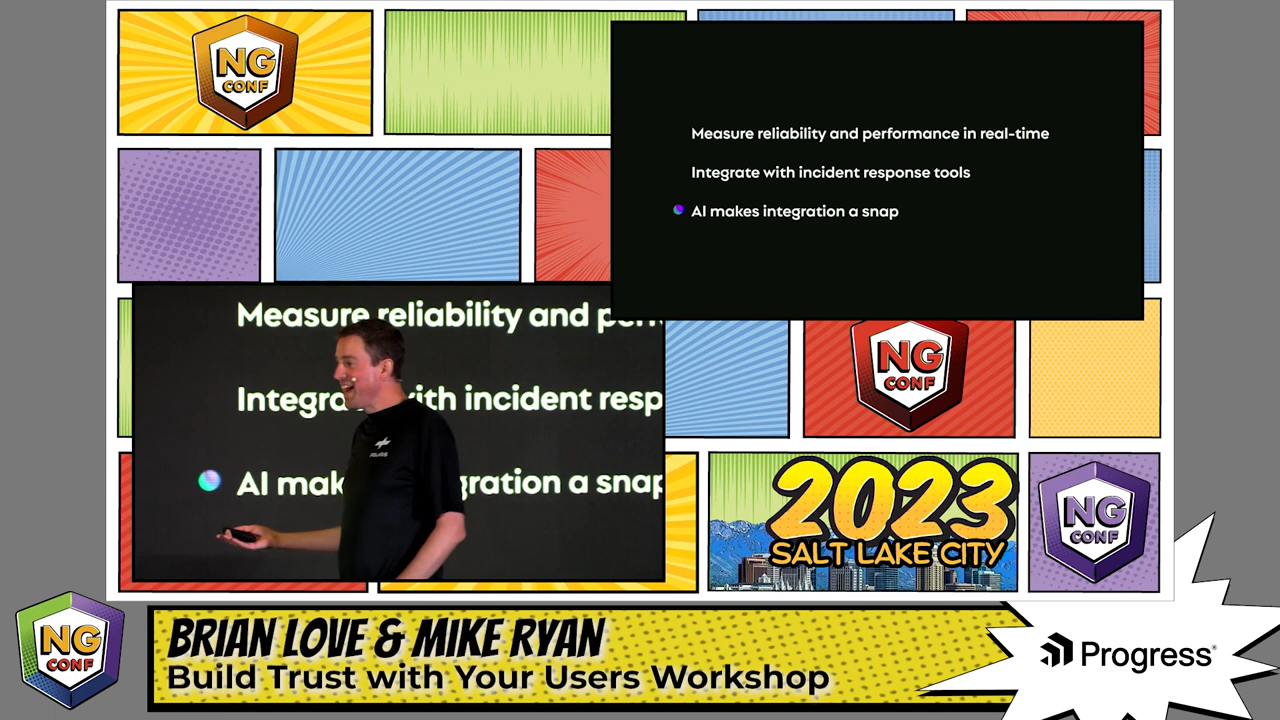 NG
CONF
Measure reliability and performance in real-time
Integrate with incident response tools
AI makes integration a snap
Measure reliability and
Integra with incident resp
AI mak gration a snap
NG
CONF
2023
SALT LAKE CITY
NG
CONF
NG
CONF
BRIAN LOVE & MIKE RYAN
Build Trust with Your Users Workshop
Progress